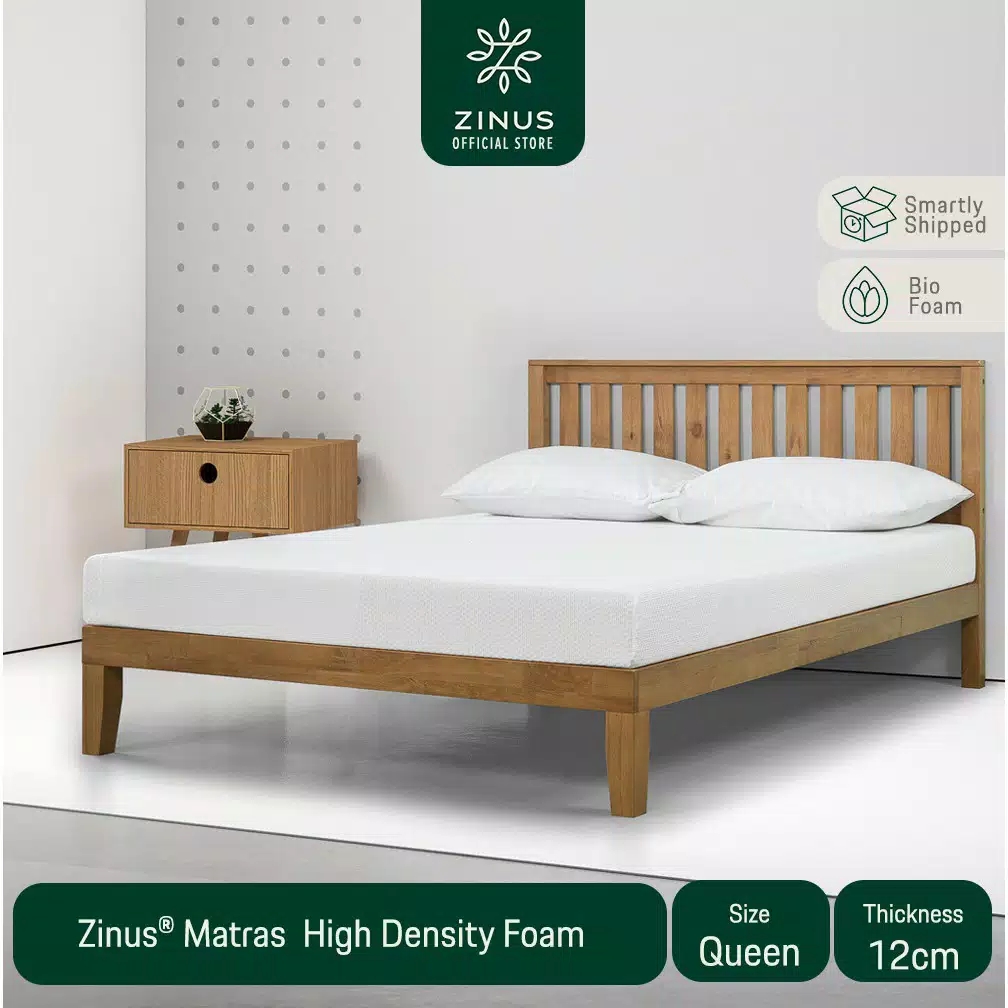 ZINUS
OFFICIAL STORE
Smartly
Shipped
Bio
Foam
Zinus® Matras High Density Foam
Size
Queen
Thickness
12cm